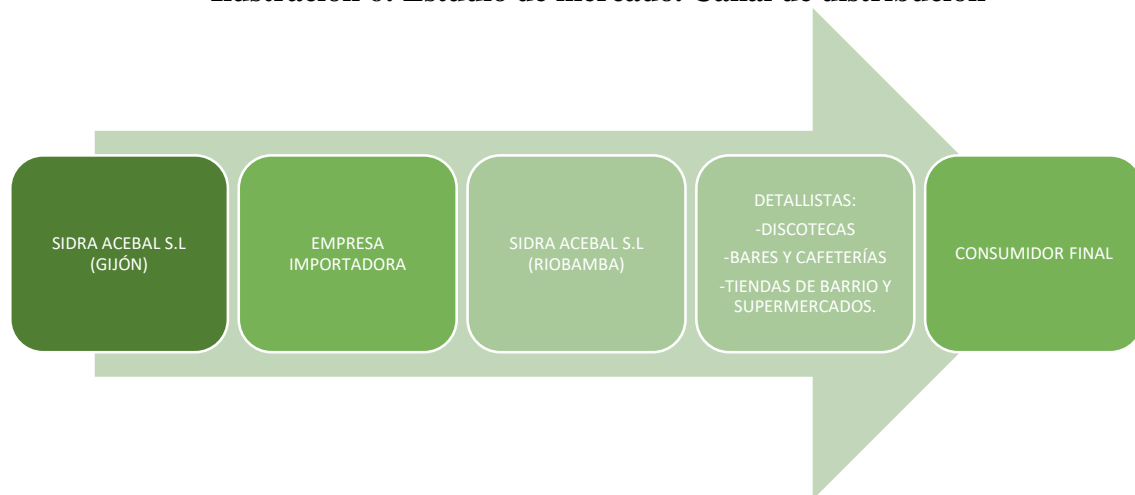 Ilustración Estudio de mercado. Canal de distribución
SIDRA ACEBAL S.L
(GIJÓN)
EMPRESA
IMPORTADORA
SIDRA ACEBAL S.L
(RIOBAMBA)
DETALLISTAS:
-DISCOTECAS
-BARES Y CAFETERÍAS
-TIENDAS DE BARRIO Y
SUPERMERCADOS.
CONSUMIDOR FINAL